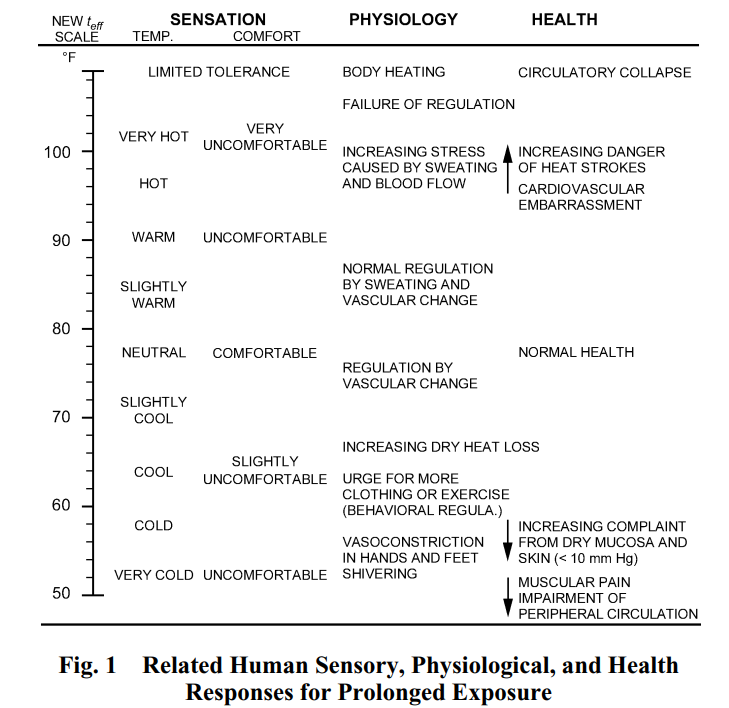 NEW teff SENSATION PHYSIOLOGY HEALTH
SCALE TEMP. COMFORT
°F
LIMITED TOLERANCE BODY HEATING CIRCULATORY COLLAPSE
FAILURE OF REGULATION
VERY HOT VERY
UNCOMFORTABLE
100 INCREASING STRESS INCREASING DANGER
CAUSED BY SWEATING OF HEAT STROKES
HOT AND BLOOD FLOW CARDIOVASCULAR
EMBARRASSMENT
90 WARM UNCOMFORTABLE
NORMAL REGULATION
SLIGHTLY BY SWEATING AND
WARM VASCULAR CHANGE
80
NEUTRAL COMFORTABLE NORMAL HEALTH
REGULATION BY
VASCULAR CHANGE
SLIGHTLY
70 COOL
INCREASING DRY HEAT LOSS
SLIGHTLY
COOL UNCOMFORTABLE URGE FOR MORE
CLOTHING OR EXERCISE
60 (BEHAVIORAL REGULA.)
COLD INCREASING COMPLAINT
VASOCONSTRICTION FROM DRY MUCOSA AND
IN HANDS AND FEET SKIN (< 10 mm Hg)
VERY COLD UNCOMFORTABLE SHIVERING MUSCULAR PAIN
50 IMPAIRMENT OF
PERIPHERAL CIRCULATION
Fig. 1 Related Human Sensory, Physiological, and Health
Responses for Prolonged Exposure